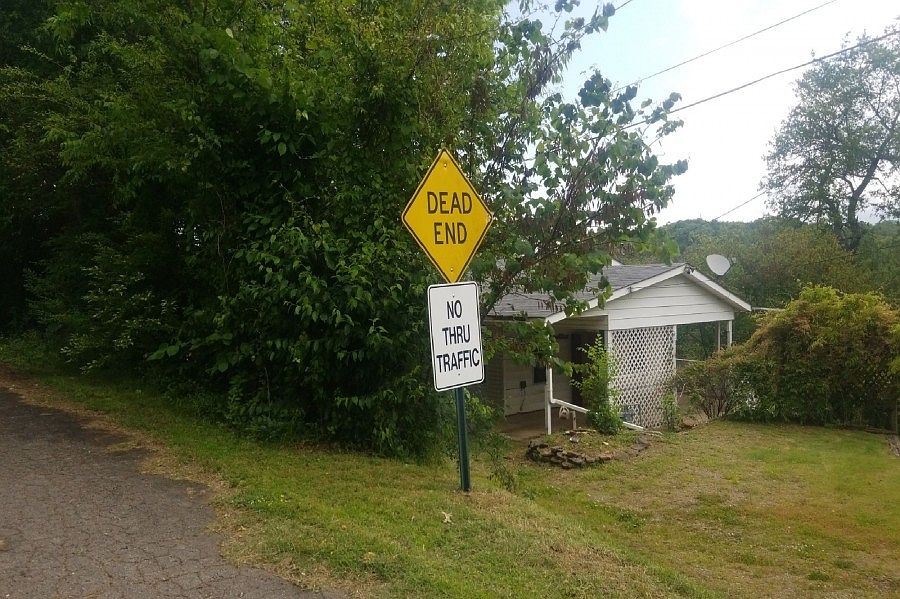 DEAD
END
NO
THRU
TRAFFIC